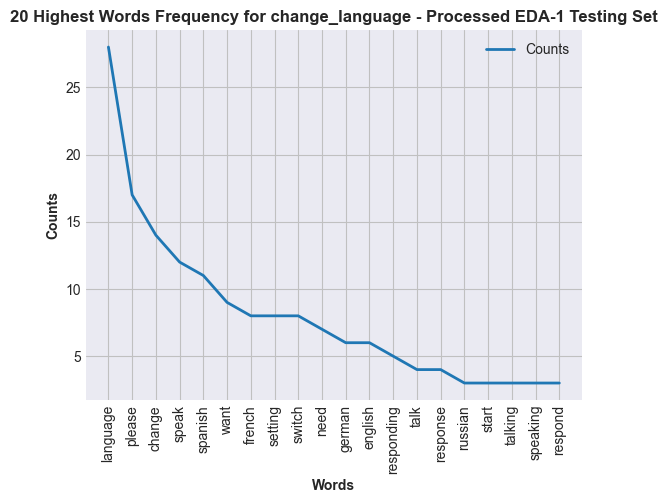 20 Highest Words Frequency for change_language - Processed EDA-1 Testing Set
Counts
25
20
15
10
5
Counts
language
please
change
speak
spanish
want
french
setting
switch
need
german
english
responding
talk
response
russian
start
talking
speaking
respond
Words